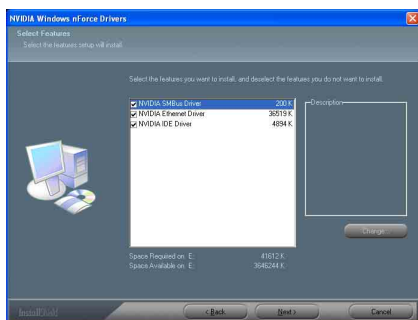 NVIDIA Windows nForce Drivers
Select Features
Select the features setup will install.
Select the features you want to install, and deselect the features you do not want to install.
NVIDIA SMBus Driver 200 K
NVIDIA Ethernet Driver 36519 K
NVIDIA IDE Driver 4894 K
Description
Change...
Space Required on E: 41612 K
Space Available on E: 3646244 K
InstallShield
< Back
Next >
Cancel